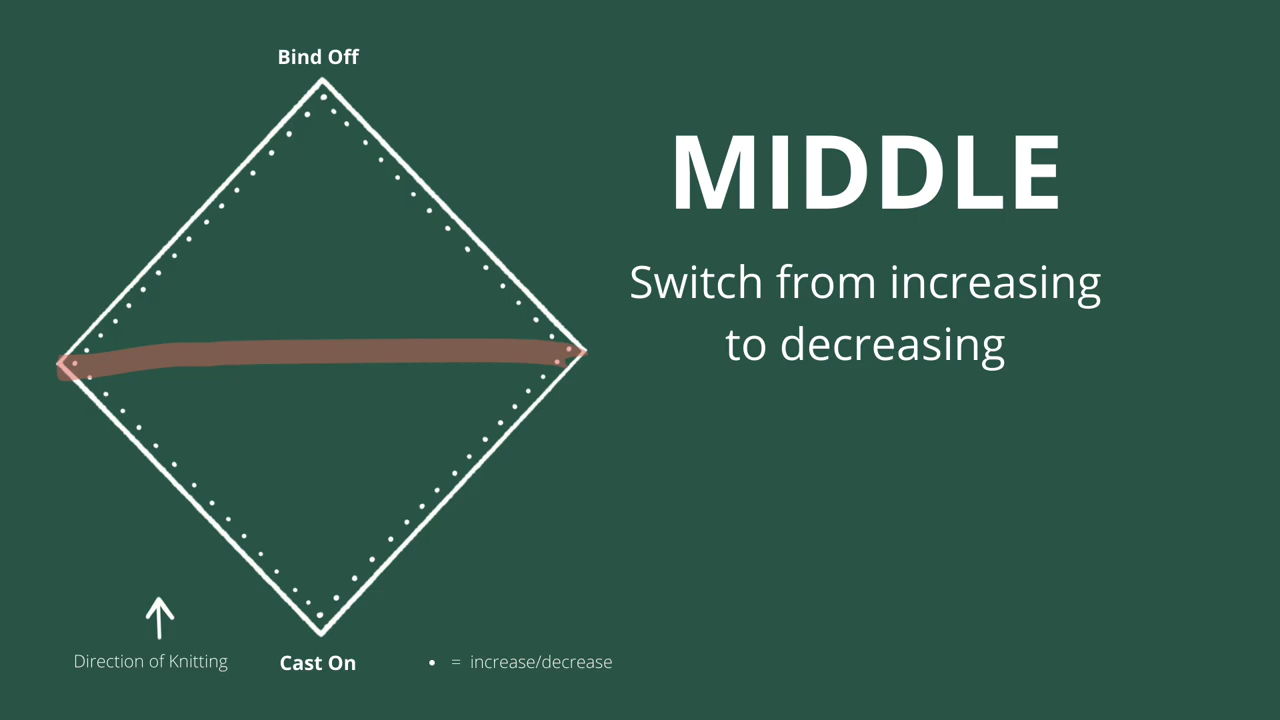 Bind Off
MIDDLE
Switch from increasing
to decreasing
Direction of Knitting
Cast On
• = increase/decrease